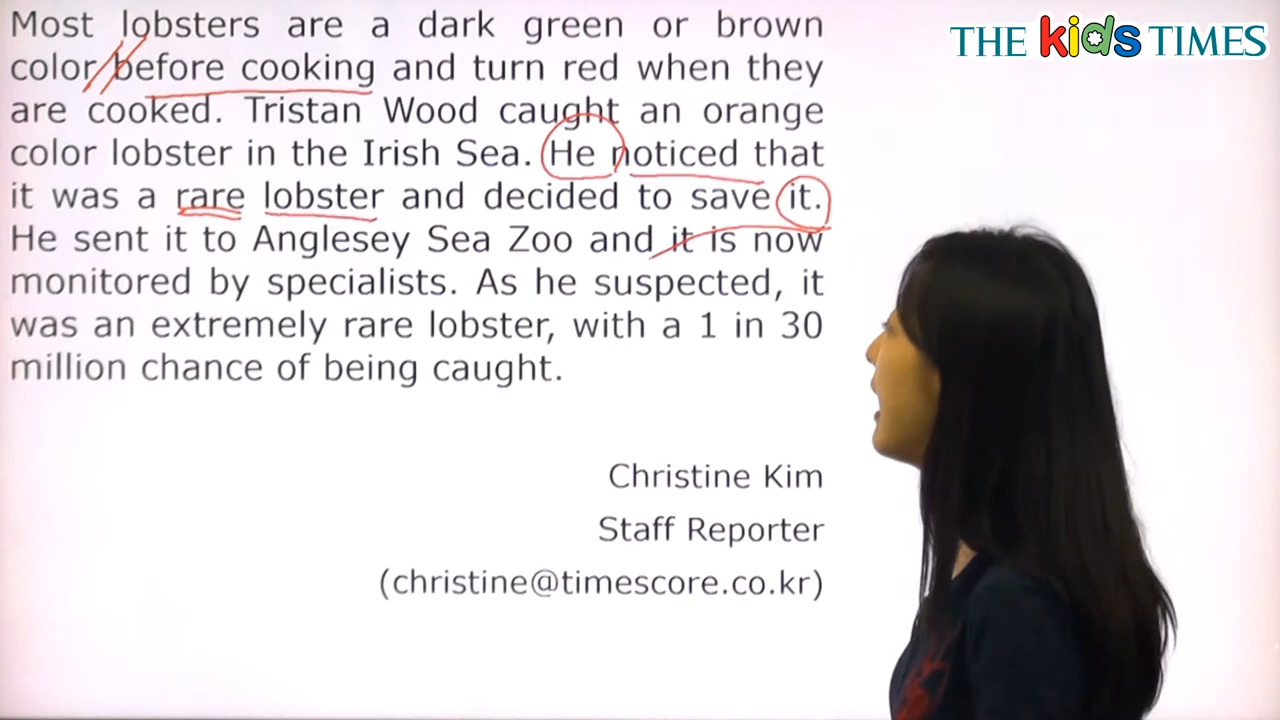 Most lobsters are a dark green or brown
color before cooking and turn red when they
are cooked. Tristan Wood caught an orange
color lobster in the Irish Sea. He noticed that
it was a rare lobster and decided to save it.
He sent it to Anglesey Sea Zoo and it is now
monitored by specialists. As he suspected, it
was an extremely rare lobster, with a 1 in 30
million chance of being caught.
Christine Kim
Staff Reporter
(christine@timescore.co.kr)
THE kids TIMES